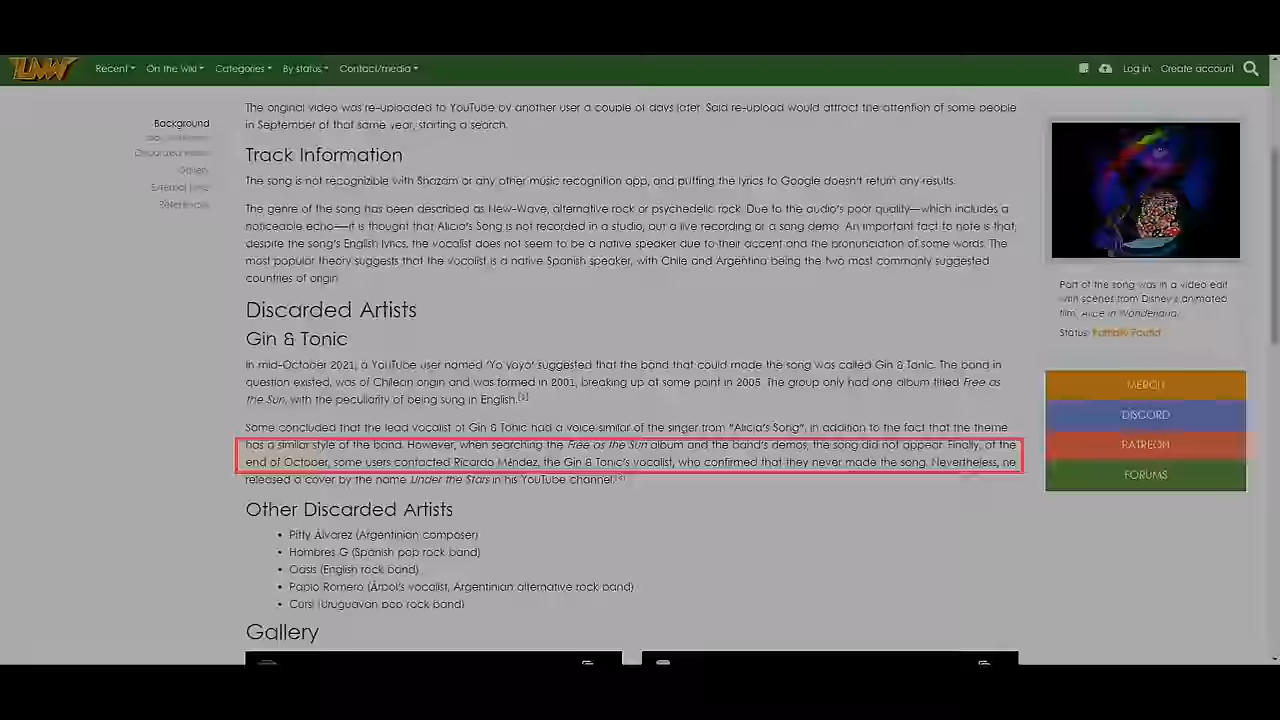 LMW
Recent On the Wiki Categories By status Contact/media Log in Create account
Background
Discarded Artists
Gallery
External Links
References
The original video was re-uploaded to YouTube by another user a couple of days later. Said re-upload would attract the attention of some people
in September of that same year, starting a search.
Track Information
The song is not recognizible with Shazam or any other music recognition app, and putting the lyrics to Google doesn't return any results.
The genre of the song has been described as New-Wave, alternative rock or psychedelic rock. Due to the audio's poor quality—which includes a
noticeable echo—it is thought that Alicia's Song is not recorded in a studio, but a live recording or a song demo. An important fact to note is that,
despite the song's English lyrics, the vocalist does not seem to be a native speaker due to their accent and the pronunciation of some words. The
most popular theory suggests that the vocalist is a native Spanish speaker, with Chile and Argentina being the two most commonly suggested
countries of origin.
Discarded Artists
Gin & Tonic
In mid-October 2021, a YouTube user named 'Yo yayo' suggested that the band that could made the song was called Gin & Tonic. The band in
question existed, was of Chilean origin and was formed in 2001, breaking up at some point in 2005. The group only had one album titled Free as
the Sun, with the peculiarity of being sung in English.
Some concluded that the lead vocalist of Gin & Tonic had a voice similar of the singer from "Alicia's Song", in addition to the fact that the theme
has a similar style of the band. However, when searching the Free as the Sun album and the band's demos, the song did not appear. Finally, at the
end of October, some users contacted Ricardo Méndez, the Gin & Tonic's vocalist, who confirmed that they never made the song. Nevertheless, he
released a cover by the name Under the Stars in his YouTube channel.
Other Discarded Artists
• Pitty Álvarez (Argentinian composer)
• Hombres G (Spanish pop rock band)
• Oasis (English rock band)
• Pablo Romero (Árbol's vocalist, Argentinian alternative rock band)
• Cursi (Uruguayan pop rock band)
Gallery
Part of the song was in a video edit
with scenes from Disney's animated
film, Alice in Wonderland.
Status: Partially Found
MERCH
DISCORD
PATREON
FORUMS